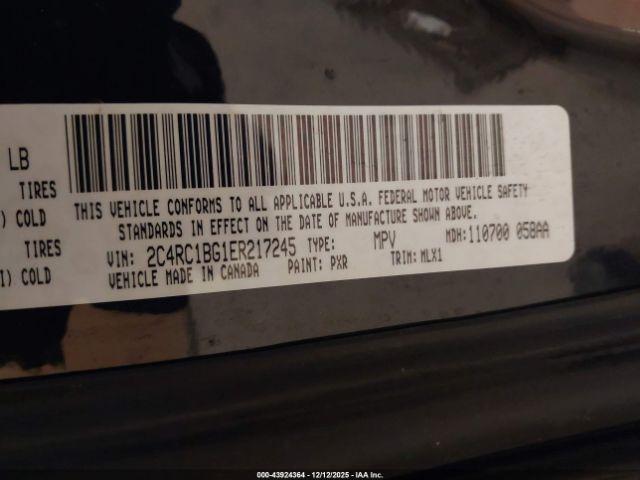 LB
TIRES
) COLD
TIRES
I) COLD
THIS VEHICLE CONFORMS TO ALL APPLICABLE U.S.A. FEDERAL MOTOR VEHICLE SAFETY
STANDARDS IN EFFECT ON THE DATE OF MANUFACTURE SHOWN ABOVE.
VIN: 2C4RC1BG1ER217245 TYPE: MPV MDH: 110700 058AA
VEHICLE MADE IN CANADA PAINT: PXR TRIM: MLX1
000-43924364 - 12/12/2025 - IAA Inc.